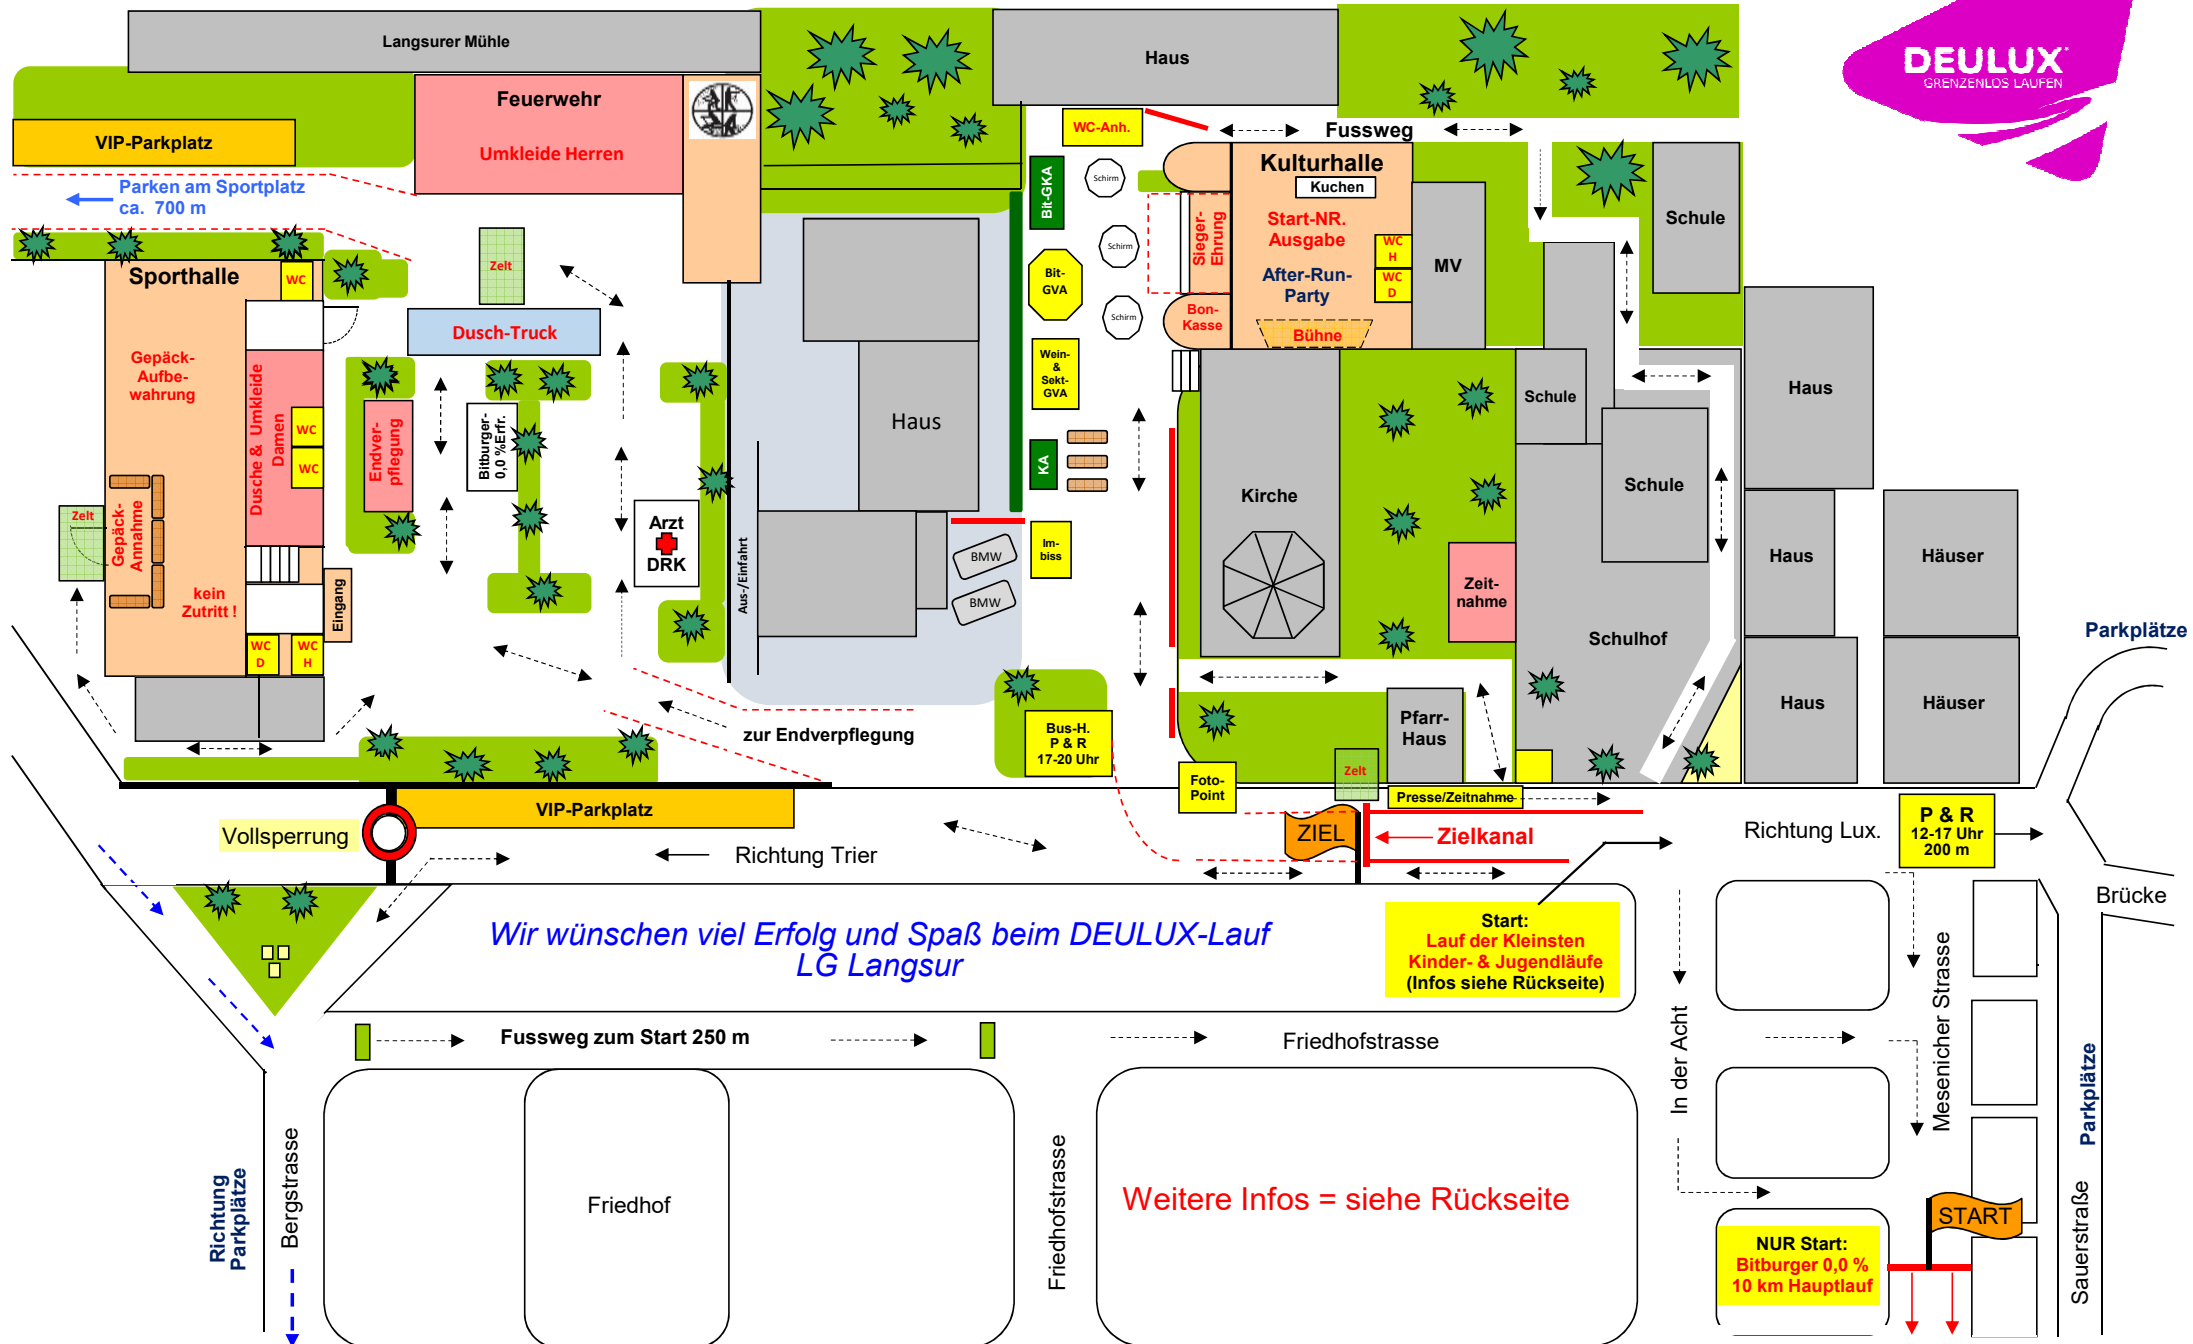 Langsurer Mühle
Haus
DEULUX
GRENZENLOS LAUFEN
Feuerwehr
Umkleide Herren
VIP-Parkplatz
WC-Anh.
Fussweg
Parken am Sportplatz
ca. 700 m
Bit-GKA
Schirm
Schirm
Schirm
Kulturhalle
Kuchen
Start-NR.
Ausgabe
After-Run-
Party
Bühne
Sieger-
Ehrung
Bon-
Kasse
WC
H
WC
D
MV
Schule
Sporthalle
WC
Zelt
Dusch-Truck
Bit-
GVA
Gepäck-
Aufbe-
wahrung
Dusche & Umkleide
Damen
WC
WC
Endver-
pflegung
Bitburger-
0,0 %Erfr.
Haus
Wein-
&
Sekt-
GVA
KA
Schule
Haus
Kirche
Schule
Zelt
Gepäck-
Annahme
kein
Zutritt !
Eingang
WC
D
WC
H
Arzt
DRK
Aus-/Einfahrt
BMW
BMW
Im-
biss
Zeit-
nahme
Schulhof
Haus
Häuser
Haus
Häuser
Parkplätze
zur Endverpflegung
Bus-H.
P & R
17-20 Uhr
Foto-
Point
Pfarr-
Haus
Zelt
Presse/Zeitnahme
VIP-Parkplatz
Vollsperrung
Richtung Trier
ZIEL
Zielkanal
Richtung Lux.
P & R
12-17 Uhr
200 m
Brücke
Wir wünschen viel Erfolg und Spaß beim DEULUX-Lauf
LG Langsur
Start:
Lauf der Kleinsten
Kinder- & Jugendläufe
(Infos siehe Rückseite)
Fussweg zum Start 250 m
Friedhofstrasse
In der Acht
Mesenicher Strasse
Parkplätze
Sauerstraße
Richtung
Parkplätze
Bergstrasse
Friedhof
Friedhofstrasse
Weitere Infos = siehe Rückseite
START
NUR Start:
Bitburger 0,0 %
10 km Hauptlauf